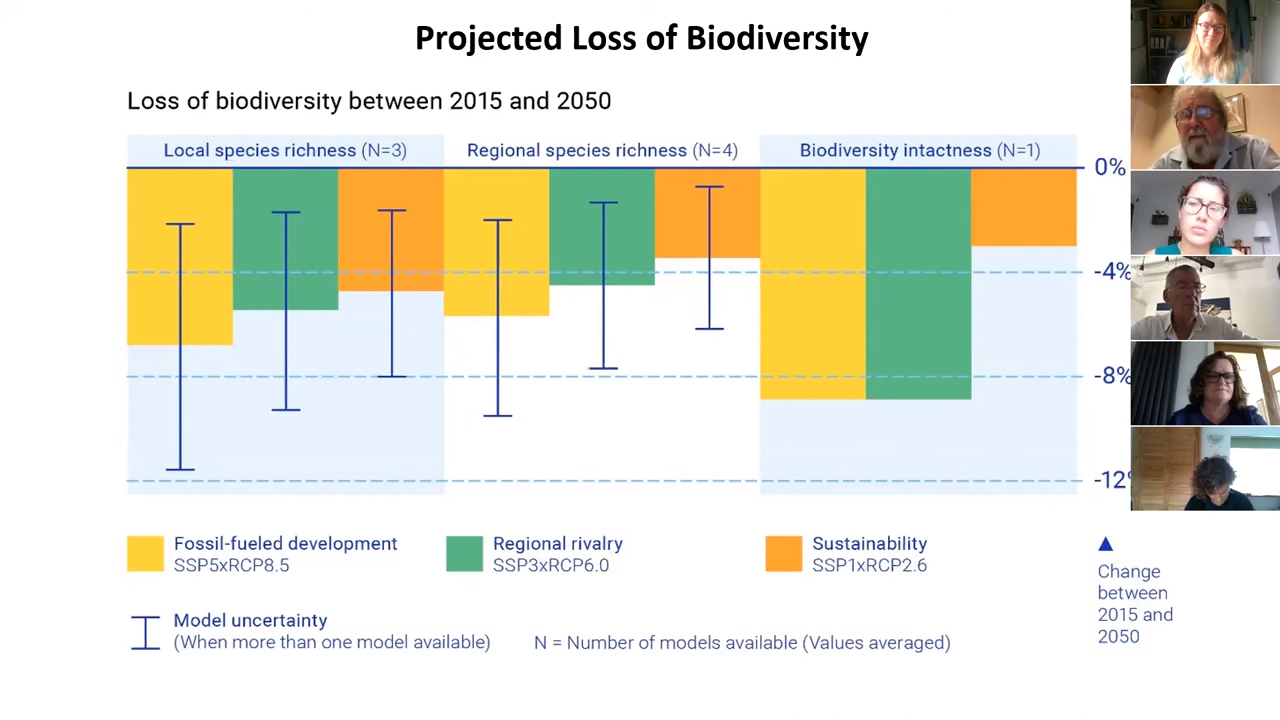 Projected Loss of Biodiversity
Loss of biodiversity between 2015 and 2050
Local species richness (N=3)
Regional species richness (N=4)
Biodiversity intactness (N=1)
0%
-4%
-8%
-12%
Fossil-fueled development
SSP5xRCP8.5
Regional rivalry
SSP3xRCP6.0
Sustainability
SSP1xRCP2.6
Change
between
2015 and
2050
Model uncertainty
(When more than one model available)
N = Number of models available (Values averaged)